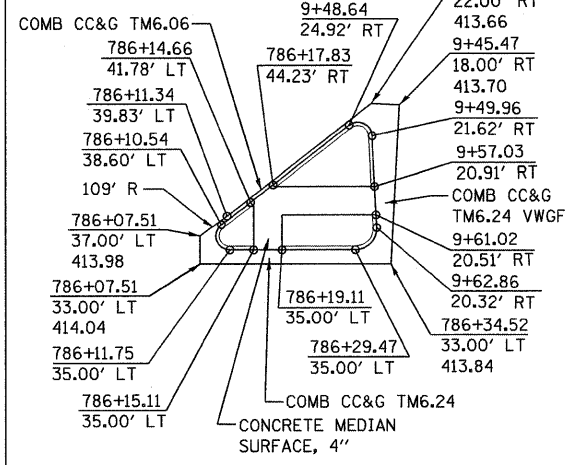 COMB CC&G TM6.06
786+14.66
41.78' LT
786+11.34
39.83' LT
786+10.54
38.60' LT
109' R
786+07.51
37.00' LT
413.98
786+07.51
33.00' LT
414.04
786+11.75
35.00' LT
786+15.11
35.00' LT
9+48.64
24.92' RT
786+17.83
44.23' RT
22.00' RT
413.66
9+45.47
18.00' RT
413.70
9+49.96
21.62' RT
9+57.03
20.91' RT
COMB CC&G
TM6.24 VWGF
9+61.02
20.51' RT
9+62.86
20.32' RT
786+34.52
33.00' LT
413.84
786+19.11
35.00' LT
786+29.47
35.00' LT
COMB CC&G TM6.24
CONCRETE MEDIAN
SURFACE, 4"